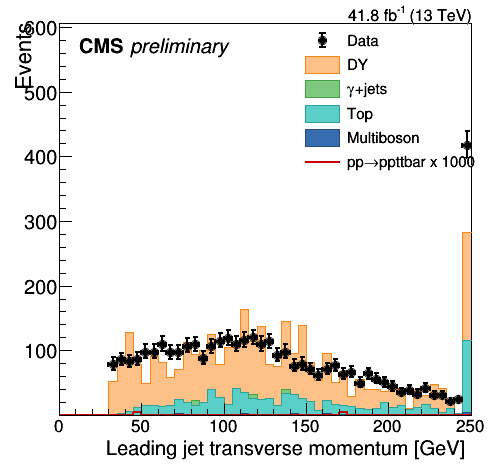 41.8 fb⁻¹ (13 TeV)
CMS preliminary
Events
Data
DY
γ+jets
Top
Multiboson
pp→ppttbar x 1000
600
500
400
300
200
100
0 50 100 150 200 250
Leading jet transverse momentum [GeV]